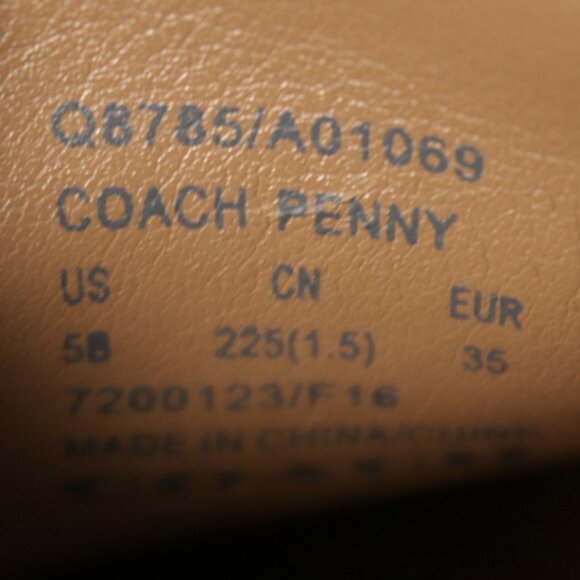 Q8785/A01069
COACH PENNY
US CN EUR
5B 225(1.5) 35
7200123/F16
MADE IN CHINA/CHINE